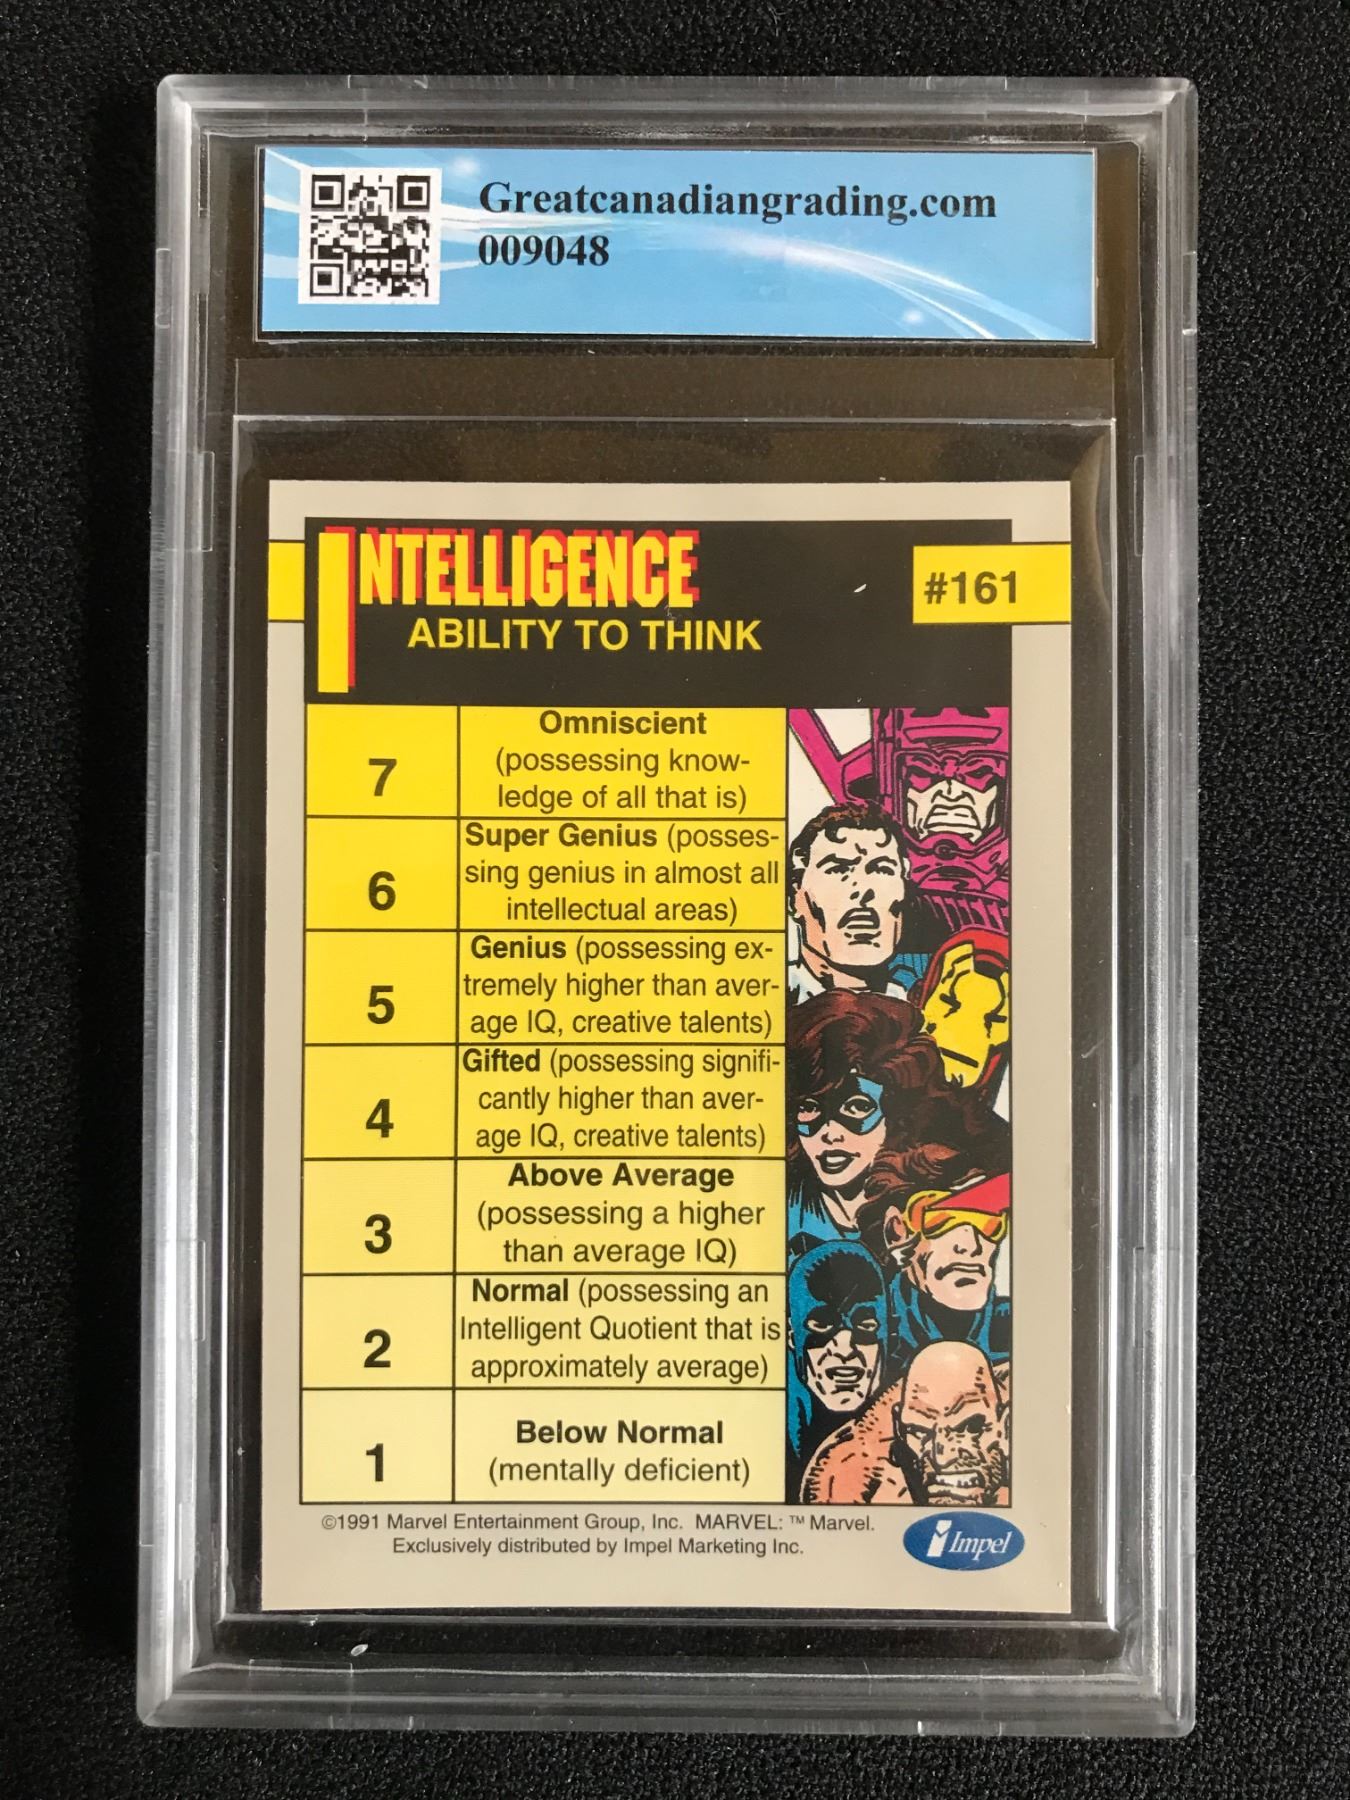 Greatcanadiangrading.com
009048
INTELLIGENCE
#161
ABILITY TO THINK
7
Omniscient
(possessing know-
ledge of all that is)
6
Super Genius (posses-
sing genius in almost all
intellectual areas)
5
Genius (possessing ex-
tremely higher than aver-
age IQ, creative talents)
4
Gifted (possessing signifi-
cantly higher than aver-
age IQ, creative talents)
3
Above Average
(possessing a higher
than average IQ)
2
Normal (possessing an
Intelligent Quotient that is
approximately average)
1
Below Normal
(mentally deficient)
©1991 Marvel Entertainment Group, Inc. MARVEL: ™ Marvel.
Exclusively distributed by Impel Marketing Inc.
Impel